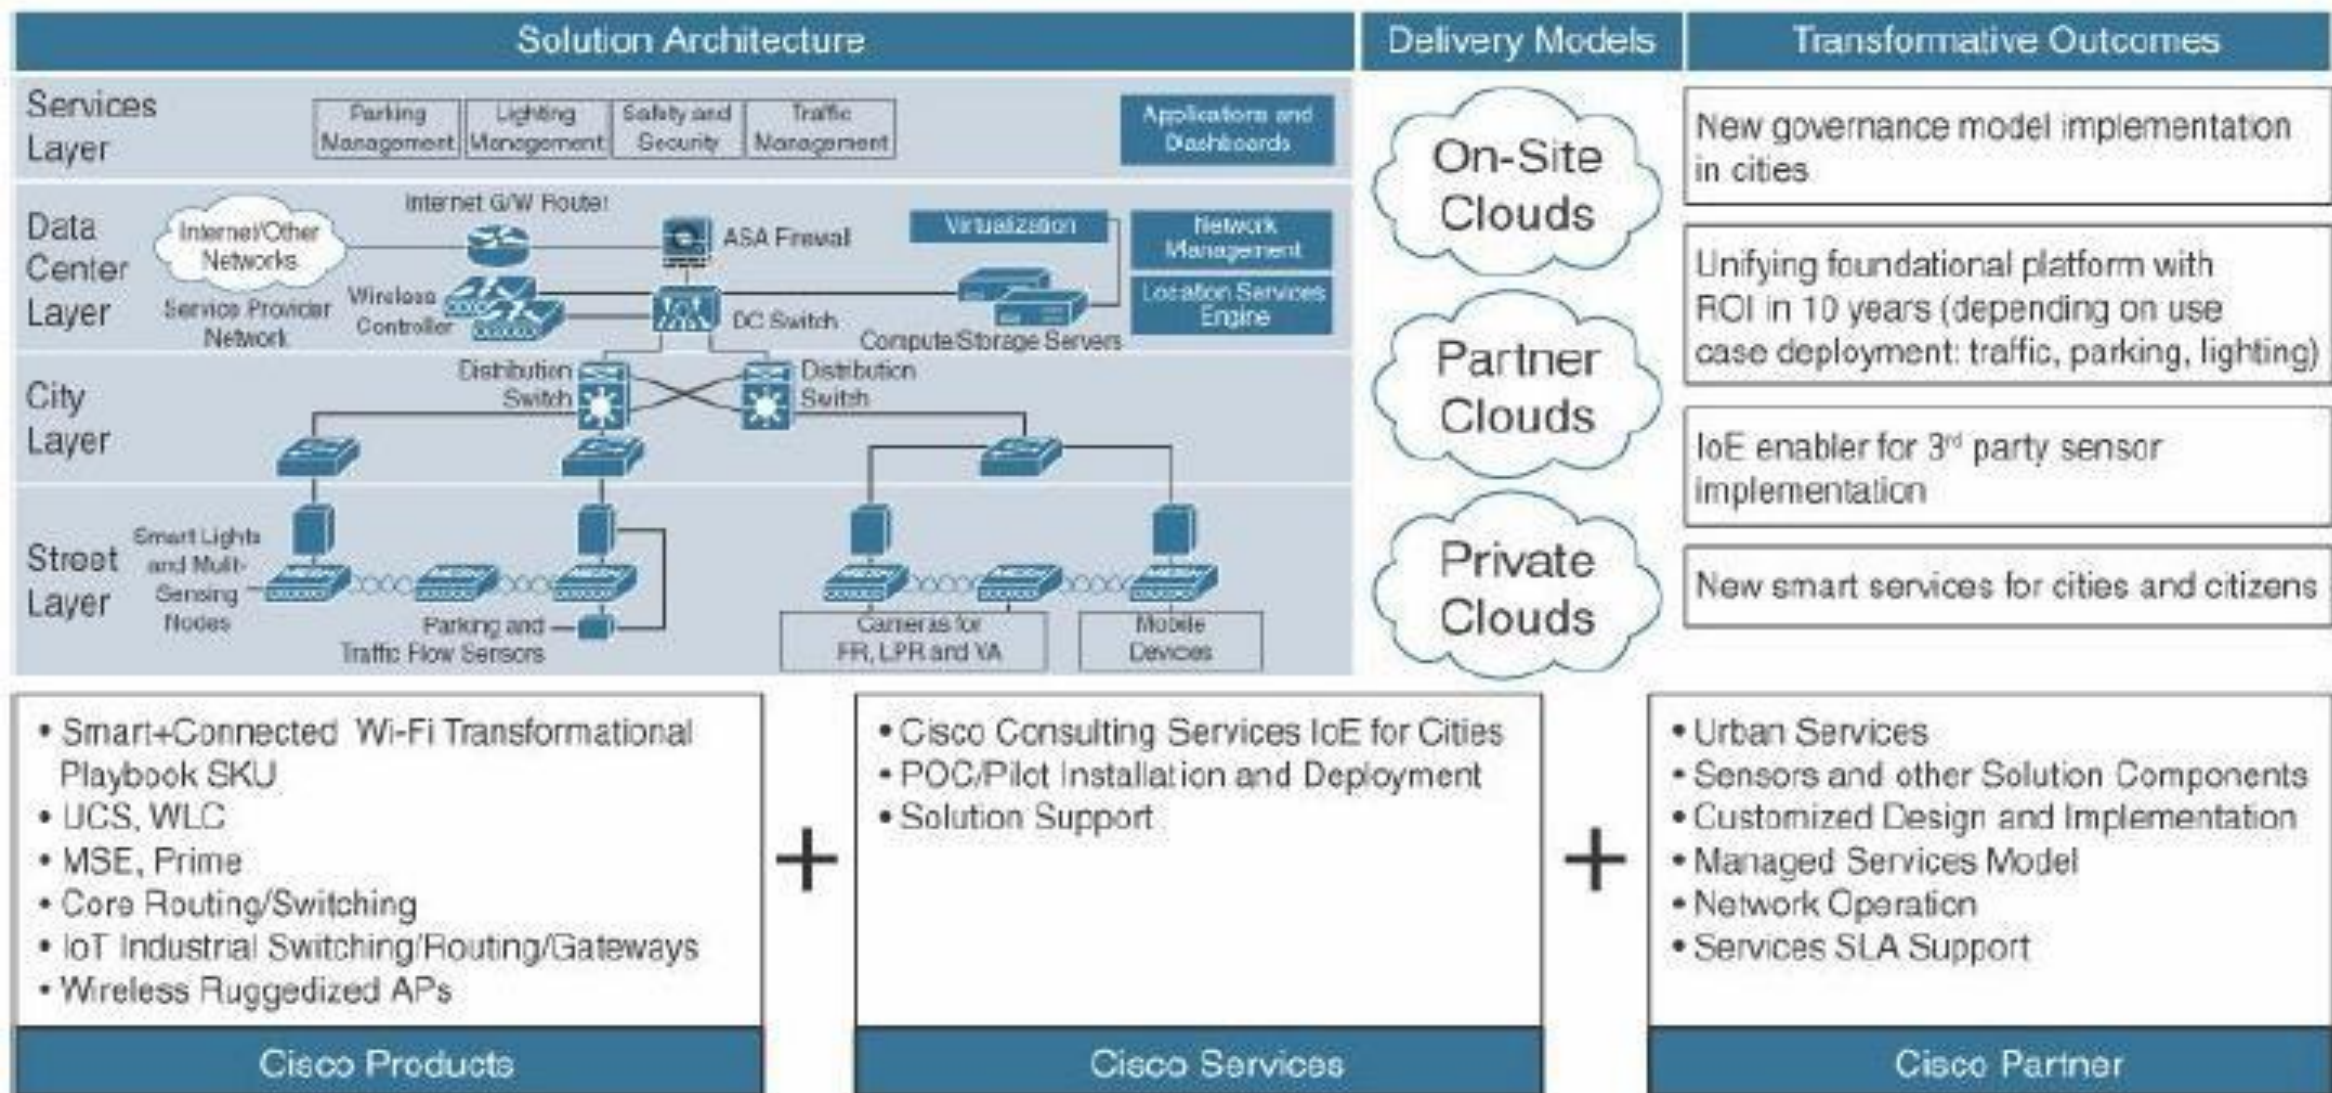 Solution Architecture
Delivery Models
Transformative Outcomes
Services
Layer
Parking
Management
Lighting
Management
Safety and
Security
Traffic
Management
Applications and
Dashboards
Data
Center
Layer
Internet/Other
Networks
Service Provider
Network
Internet G/W Router
ASA Firewall
Wireless
Controller
DC Switch
Virtualization
Compute/Storage Servers
Network
Management
Location Services
Engine
City
Layer
Distribution
Switch
Distribution
Switch
Street
Layer
Smart Lights
and Mulit-
Sensing
Nodes
Parking and
Traffic Flow Sensors
Cameras for
FR, LPR and VA
Mobile
Devices
On-Site
Clouds
Partner
Clouds
Private
Clouds
New governance model implementation
in cities
Unifying foundational platform with
ROI in 10 years (depending on use
case deployment: traffic, parking, lighting)
IoE enabler for 3rd party sensor
implementation
New smart services for cities and citizens
• Smart+Connected Wi-Fi Transformational
Playbook SKU
• UCS, WLC
• MSE, Prime
• Core Routing/Switching
• IoT Industrial Switching/Routing/Gateways
• Wireless Ruggedized APs
Cisco Products
+
• Cisco Consulting Services IoE for Cities
• POC/Pilot Installation and Deployment
• Solution Support
Cisco Services
+
• Urban Services
• Sensors and other Solution Components
• Customized Design and Implementation
• Managed Services Model
• Network Operation
• Services SLA Support
Cisco Partner